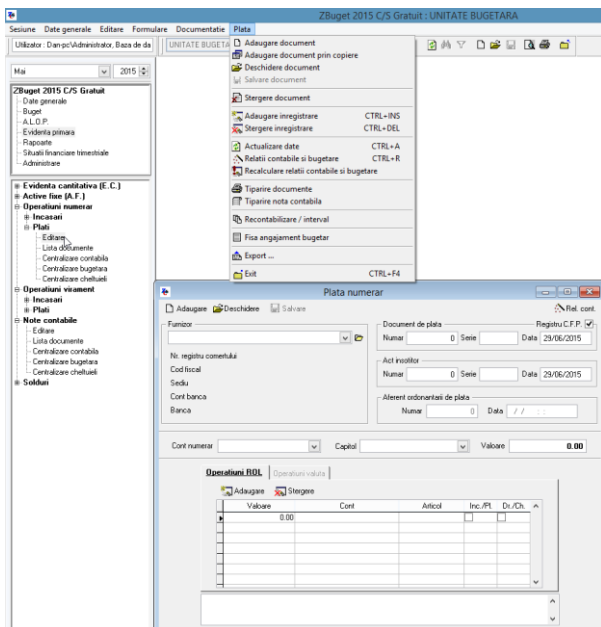 ZBuget 2015 C/S Gratuit : UNITATE BUGETARA
Sesiune Date generale Editare Formulare Documentatie Plata
Utilizator : Dan-pc\Administrator, Baza de da
UNITATE BUGETA
Adaugare document
Adaugare document prin copiere
Deschidere document
Salvare document
Stergere document
Adaugare inregistrare CTRL+INS
Stergere inregistrare CTRL+DEL
Actualizare date CTRL+A
Relatii contabile si bugetare CTRL+R
Recalculare relatii contabile si bugetare
Tiparire documente
Tiparire nota contabila
Recontabilizare / interval
Fisa angajament bugetar
Export ...
Exit CTRL+F4
Mai 2015
ZBuget 2015 C/S Gratuit
Date generale
Buget
A.L.O.P.
Evidenta primara
Rapoarte
Situatii financiare trimestriale
Administrare
Evidenta cantitativa (E.C.)
Active fixe (A.F.)
Operatiuni numerar
Incasari
Plati
Editare
Lista documente
Centralizare contabila
Centralizare bugetara
Centralizare cheltuieli
Operatiuni virament
Incasari
Plati
Note contabile
Editare
Lista documente
Centralizare contabila
Centralizare bugetara
Centralizare cheltuieli
Solduri
Plata numerar
Adaugare Deschidere Salvare Rel. cont.
Furnizor
Nr. registru comertului
Cod fiscal
Sediu
Cont banca
Banca
Document de plata Registru C.F.P.
Numar 0 Serie Data 29/06/2015
Act insotitor
Numar 0 Serie Data 29/06/2015
Aferent ordonantarii de plata
Numar 0 Data / / : :
Cont numerar Capitol Valoare 0.00
Operatiuni ROL Operatiuni valuta
Adaugare Stergere
Valoare Cont Articol Inc./Pl. Dr./Ch.
0.00